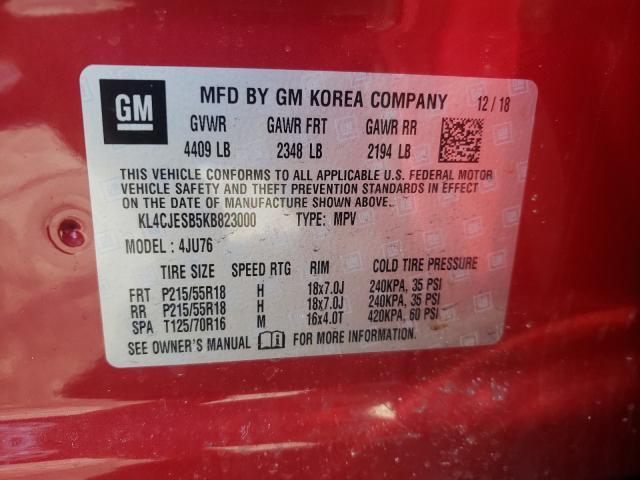 GM MFD BY GM KOREA COMPANY 12/18
GVWR GAWR FRT GAWR RR
4409 LB 2348 LB 2194 LB
THIS VEHICLE CONFORMS TO ALL APPLICABLE U.S. FEDERAL MOTOR
VEHICLE SAFETY AND THEFT PREVENTION STANDARDS IN EFFECT
ON THE DATE OF MANUFACTURE SHOWN ABOVE.
KL4CJESB5KB823000 TYPE: MPV
MODEL: 4JU76
TIRE SIZE SPEED RTG RIM COLD TIRE PRESSURE
FRT P215/55R18 H 18x7.0J 240KPA, 35 PSI
RR P215/55R18 H 18x7.0J 240KPA, 35 PSI
SPA T125/70R16 M 16x4.0T 420KPA, 60 PSI
SEE OWNER'S MANUAL FOR MORE INFORMATION.